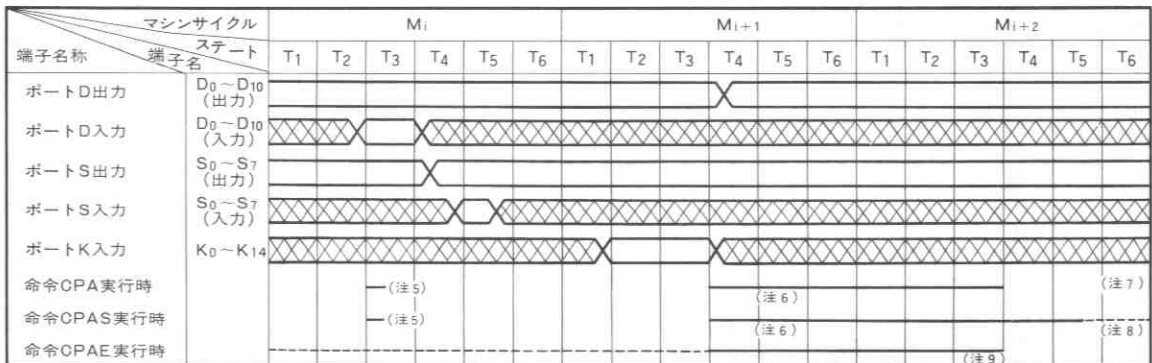 マシンサイクル Mi Mi+1 Mi+2
端子名称 端子名 ステート T1 T2 T3 T4 T5 T6 T1 T2 T3 T4 T5 T6 T1 T2 T3 T4 T5 T6
ポートD出力 D0〜D10 (出力)
ポートD入力 D0〜D10 (入力)
ポートS出力 S0〜S7 (出力)
ポートS入力 S0〜S7 (入力)
ポートK入力 K0〜K14
命令CPA実行時 (注5) (注6) (注7)
命令CPAS実行時 (注5) (注6) (注8)
命令CPAE実行時 (注9)